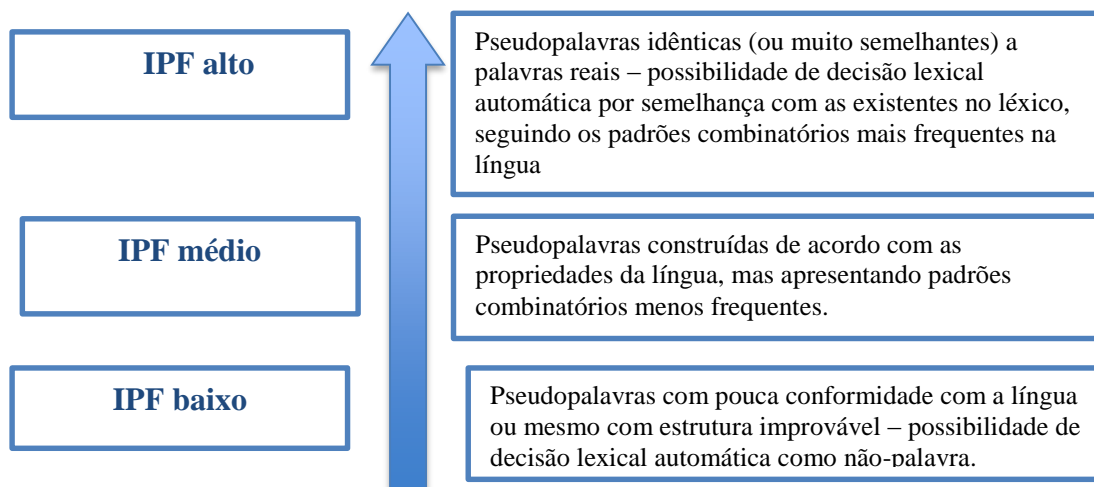 IPF alto
Pseudopalavras idênticas (ou muito semelhantes) a
palavras reais – possibilidade de decisão lexical
automática por semelhança com as existentes no léxico,
seguindo os padrões combinatórios mais frequentes na
língua
IPF médio
Pseudopalavras construídas de acordo com as
propriedades da língua, mas apresentando padrões
combinatórios menos frequentes.
IPF baixo
Pseudopalavras com pouca conformidade com a língua
ou mesmo com estrutura improvável – possibilidade de
decisão lexical automática como não-palavra.